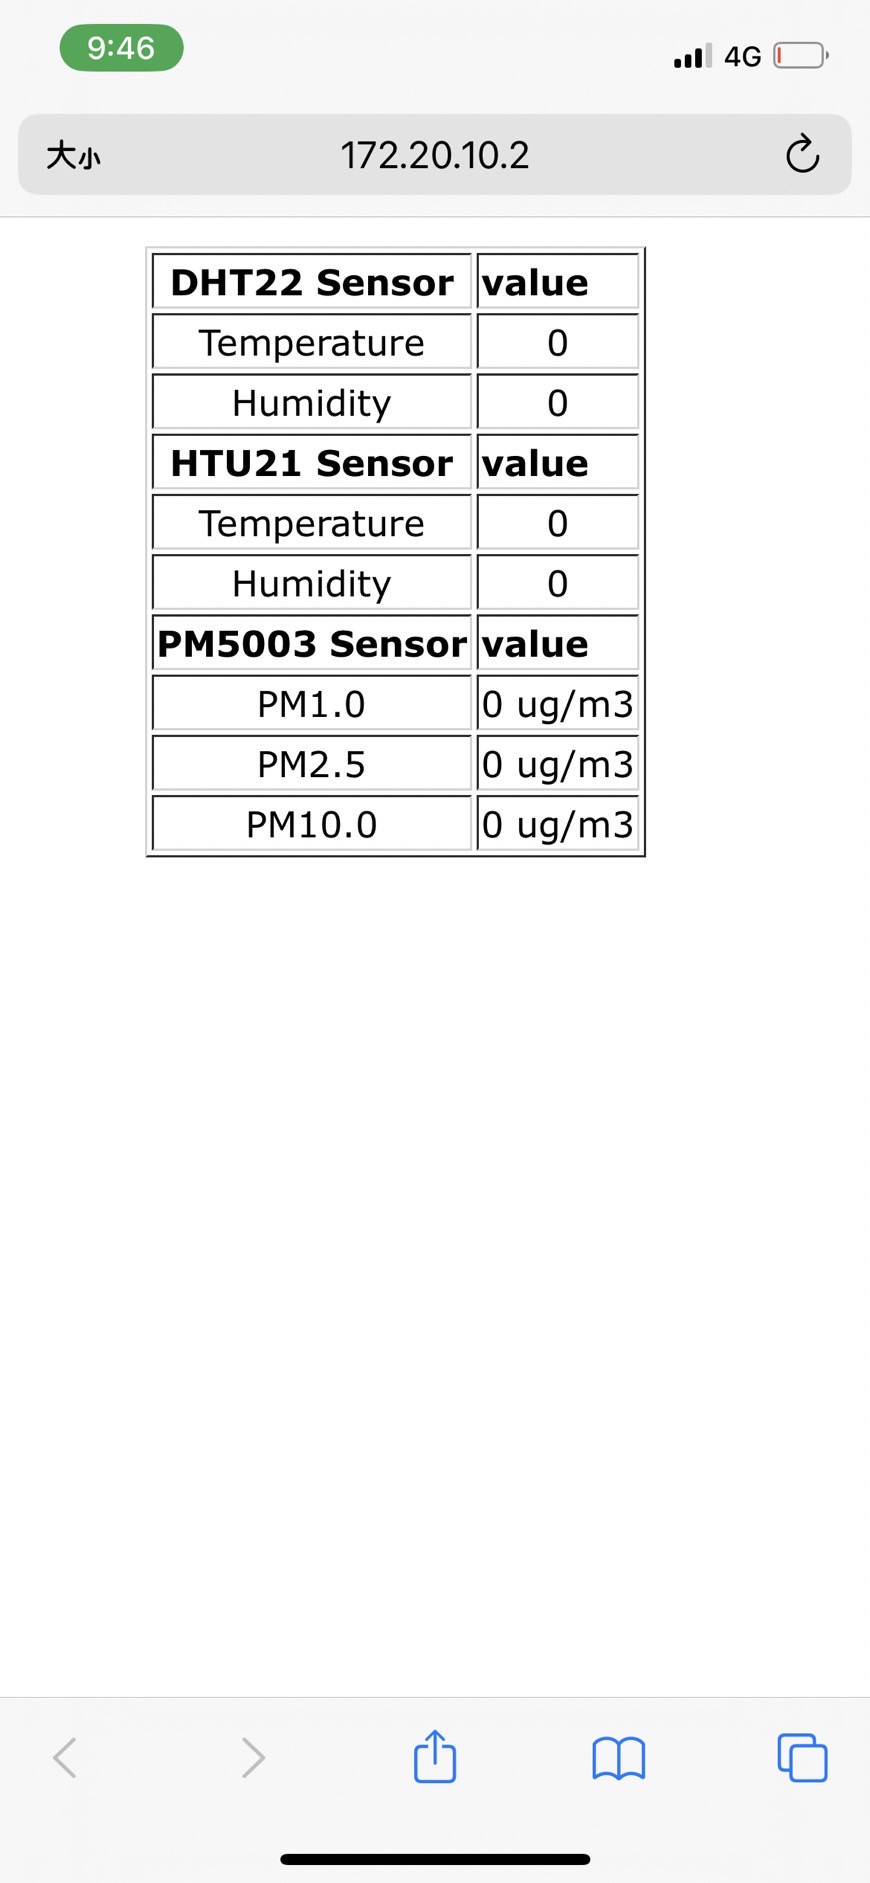 9:46
4G
大小 172.20.10.2
DHT22 Sensor value
Temperature 0
Humidity 0
HTU21 Sensor value
Temperature 0
Humidity 0
PM5003 Sensor value
PM1.0 0 ug/m3
PM2.5 0 ug/m3
PM10.0 0 ug/m3